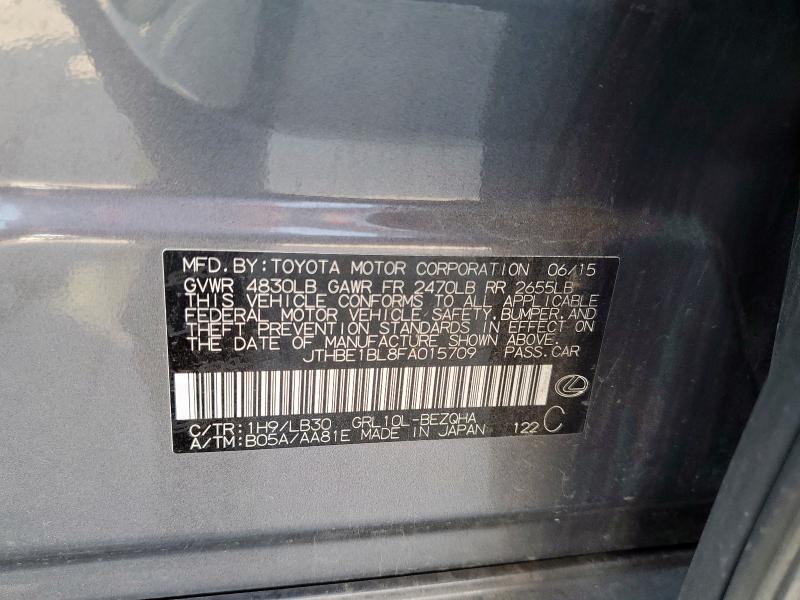 MFD. BY: TOYOTA MOTOR CORPORATION 06/15
GVWR 4830LB GAWR FR 2470LB RR 2655LB
THIS VEHICLE CONFORMS TO ALL APPLICABLE
FEDERAL MOTOR VEHICLE SAFETY, BUMPER, AND
THEFT PREVENTION STANDARDS IN EFFECT ON
THE DATE OF MANUFACTURE SHOWN ABOVE.
JTHBE1BL8FA015709 PASS. CAR
C/TR: 1H9/LB30 GRL10L-BEZQHA
A/TM: B05A/AA81E MADE IN JAPAN 122 C